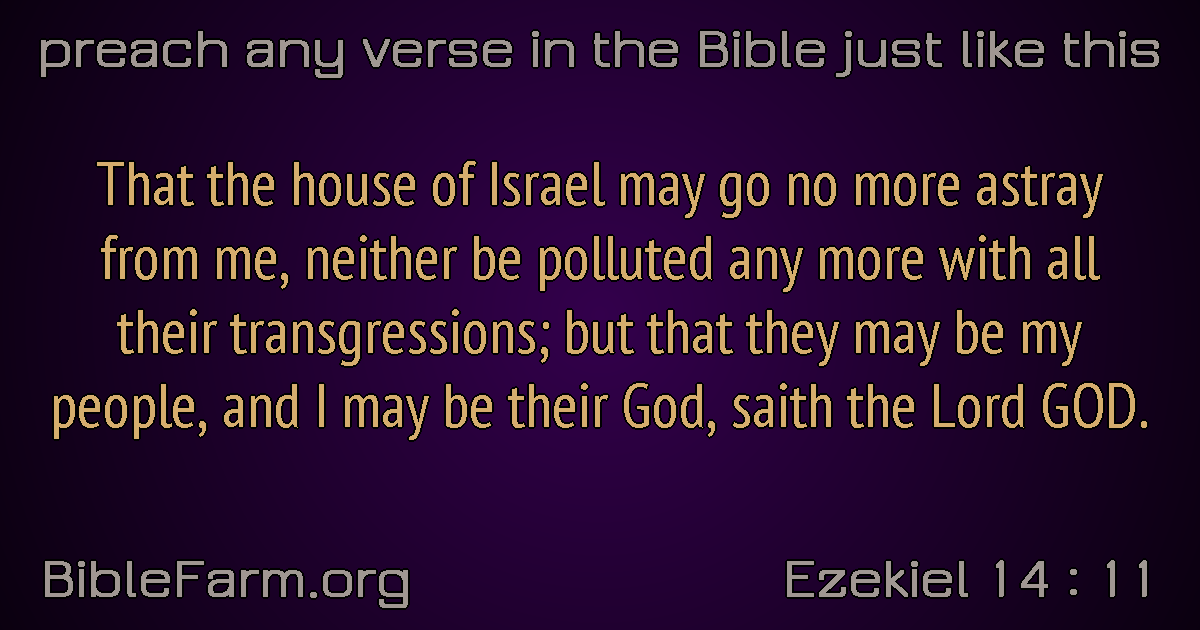 preach any verse in the Bible just like this
That the house of Israel may go no more astray
from me, neither be polluted any more with all
their transgressions; but that they may be my
people, and I may be their God, saith the Lord GOD.
BibleFarm.org
Ezekiel 14 : 11